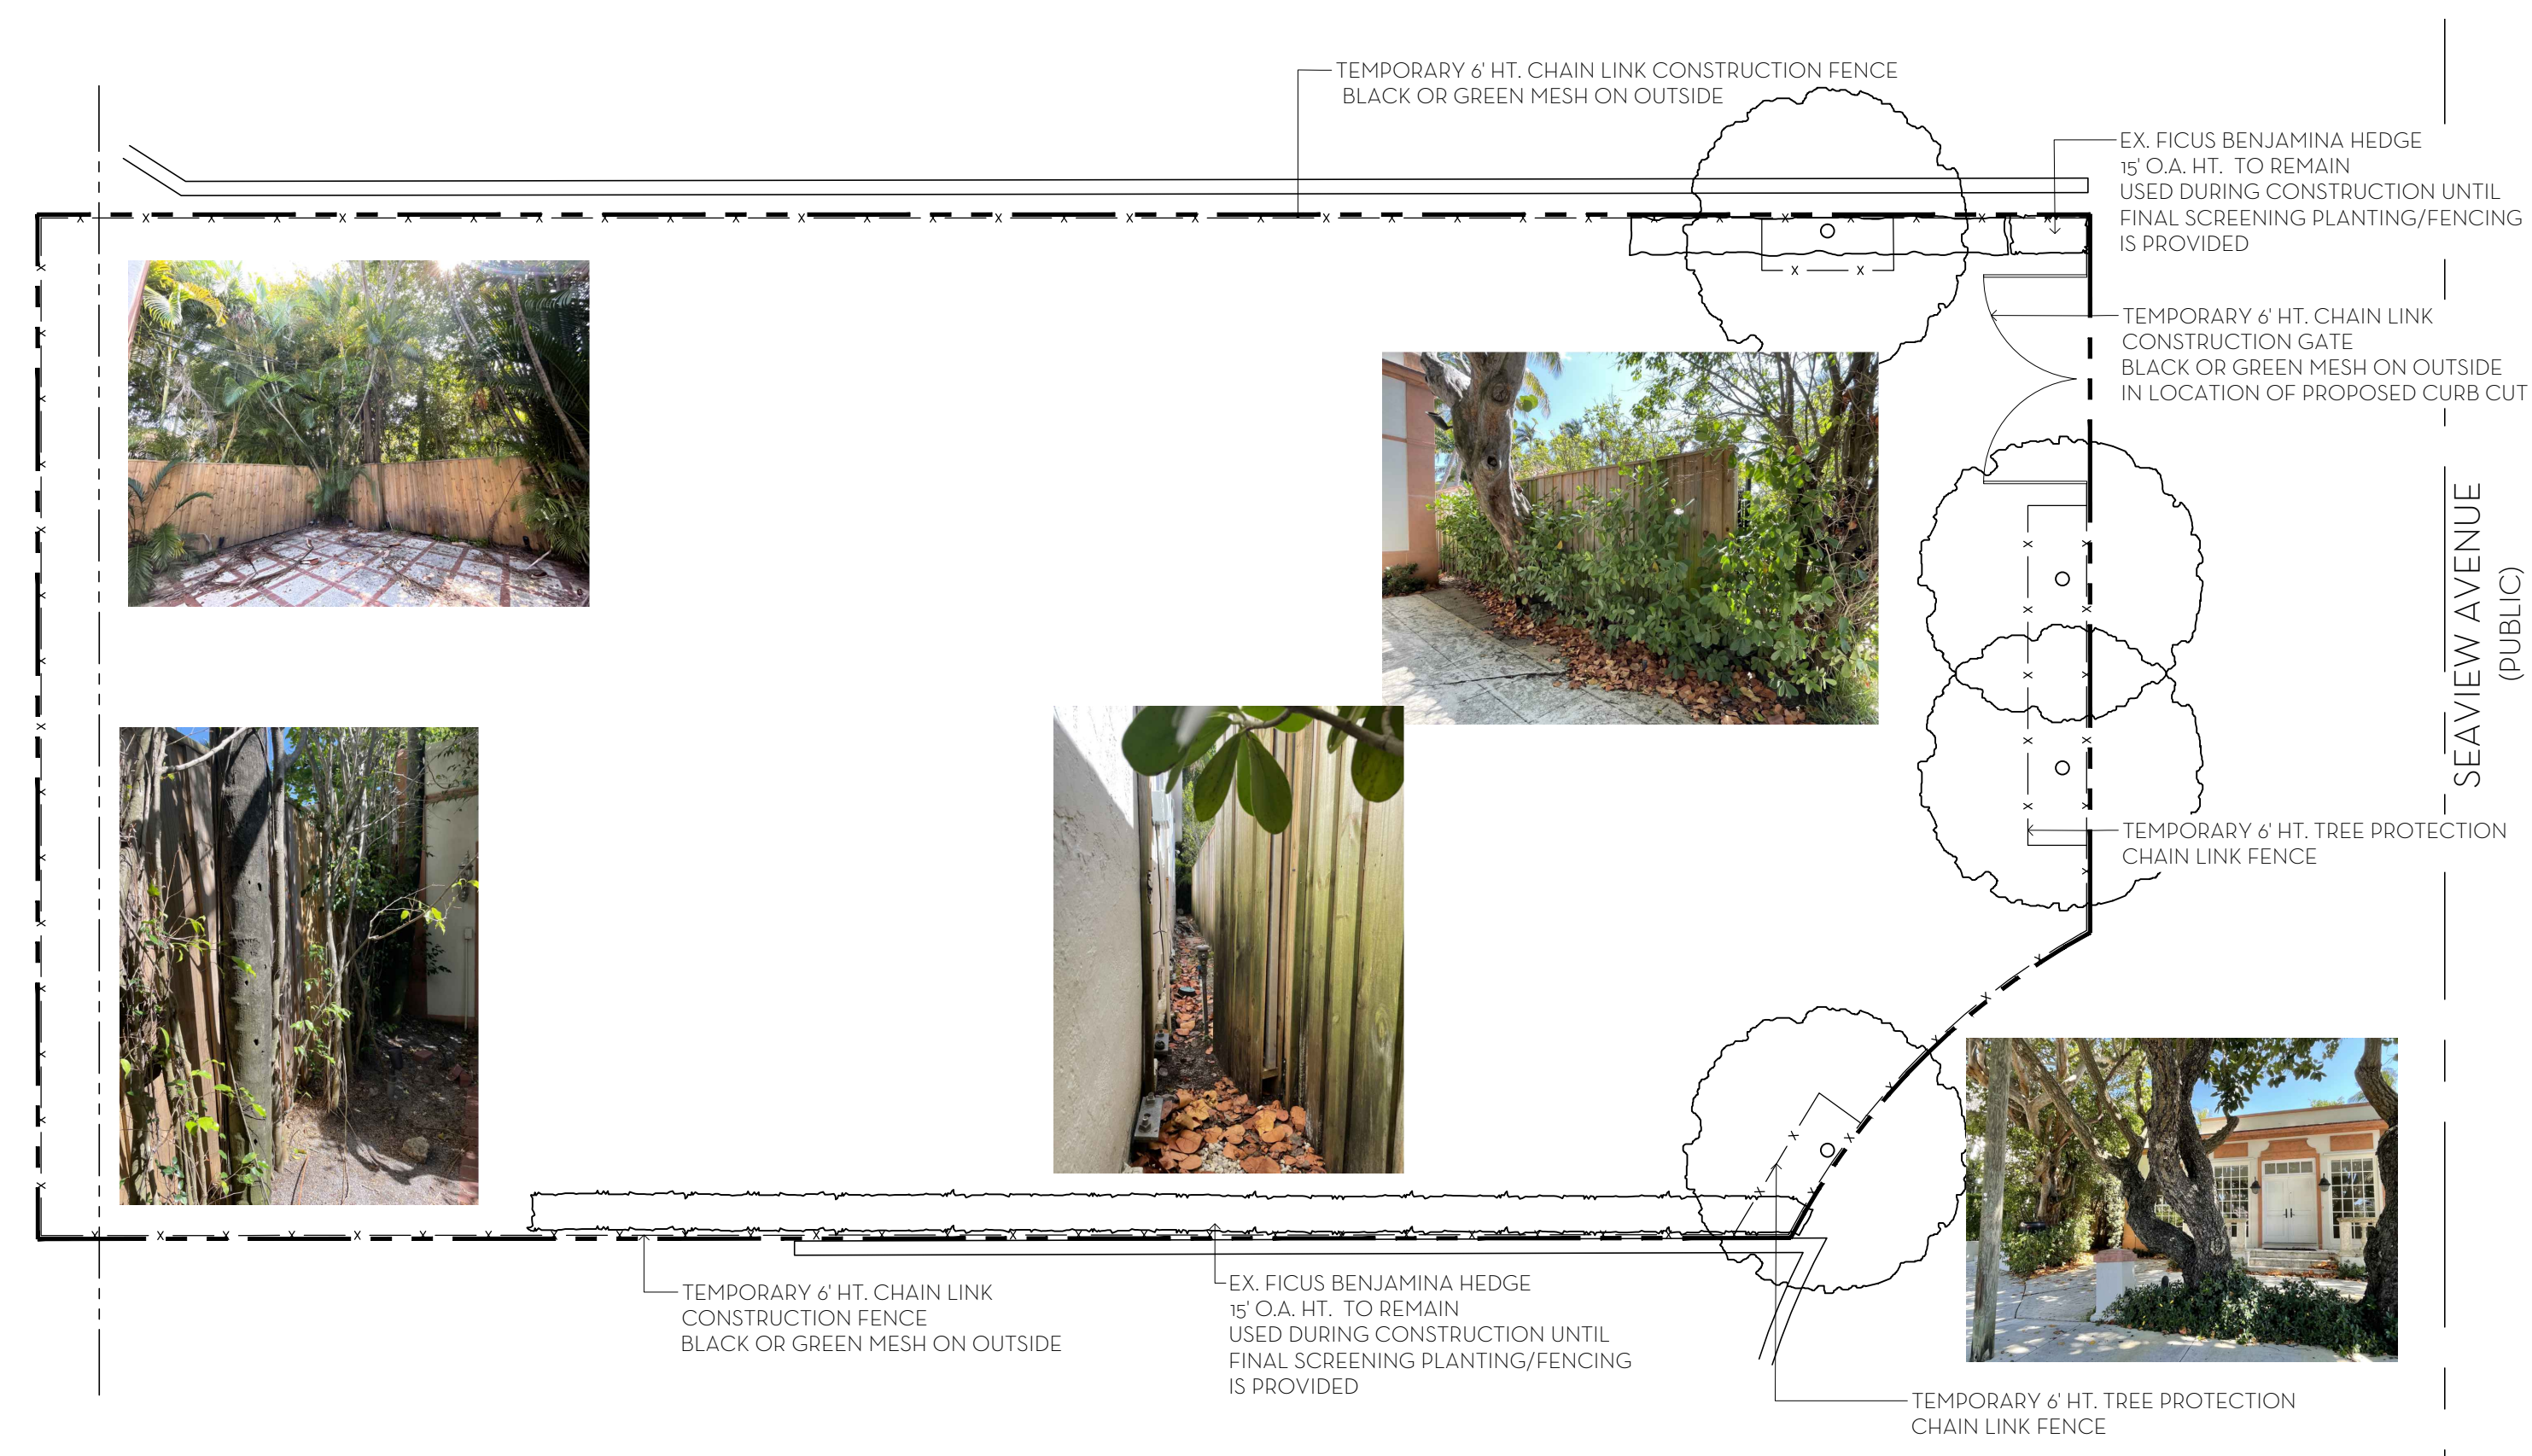 TEMPORARY 6' HT. CHAIN LINK CONSTRUCTION FENCE
BLACK OR GREEN MESH ON OUTSIDE
EX. FICUS BENJAMINA HEDGE
15' O.A. HT. TO REMAIN
USED DURING CONSTRUCTION UNTIL
FINAL SCREENING PLANTING/FENCING
IS PROVIDED
TEMPORARY 6' HT. CHAIN LINK
CONSTRUCTION GATE
BLACK OR GREEN MESH ON OUTSIDE
IN LOCATION OF PROPOSED CURB CUT
SEAVIEW AVENUE
(PUBLIC)
TEMPORARY 6' HT. TREE PROTECTION
CHAIN LINK FENCE
TEMPORARY 6' HT. CHAIN LINK
CONSTRUCTION FENCE
BLACK OR GREEN MESH ON OUTSIDE
EX. FICUS BENJAMINA HEDGE
15' O.A. HT. TO REMAIN
USED DURING CONSTRUCTION UNTIL
FINAL SCREENING PLANTING/FENCING
IS PROVIDED
TEMPORARY 6' HT. TREE PROTECTION
CHAIN LINK FENCE